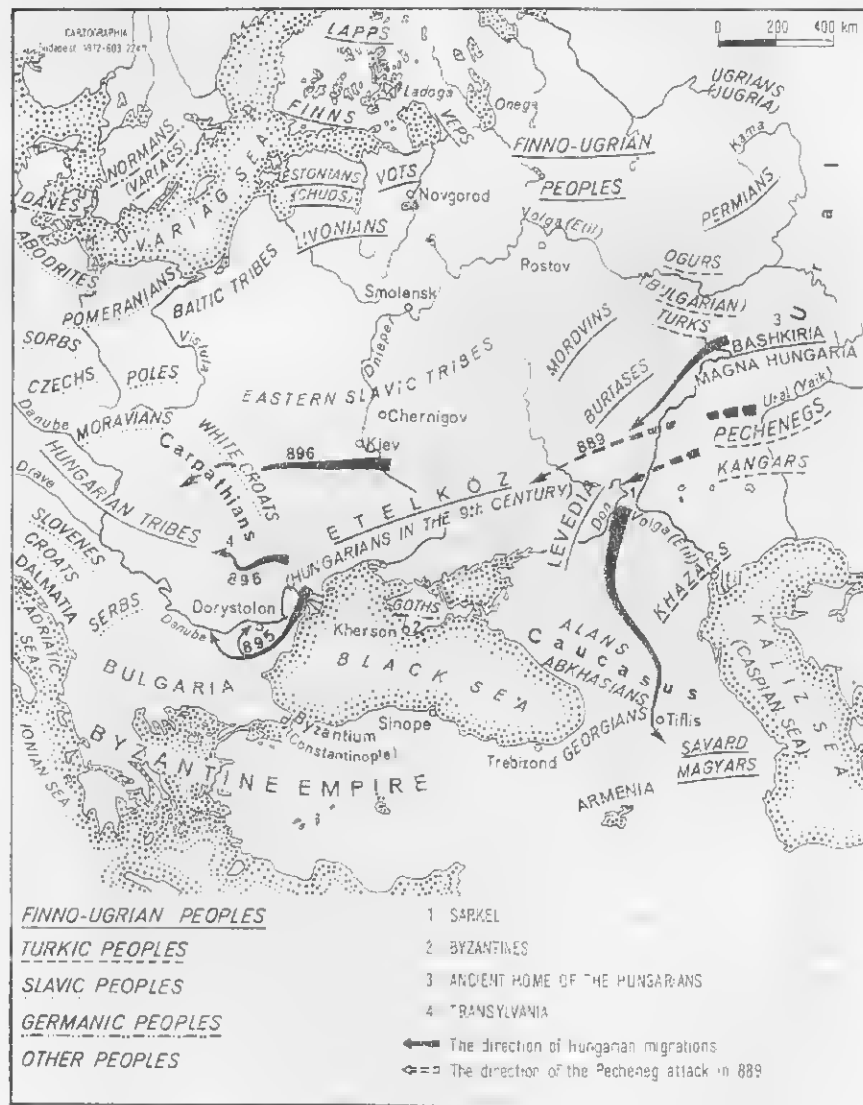 CARTOGRAPHIA
0 200 400 km
LAPPS
UGRIANS
(JUGRIA)
Ladoga
Onega
FINNS
VEPS
Kama
NORMANS
(VARIAGS)
FINNO-UGRIAN
PEOPLES
ESTONIANS
(CHUDS)
VOTS
DANES
Novgorod
PERMIANS
VARIAG SEA
LIVONIANS
Volga (Etil)
ABODRITES
Rostov
OGURS
(BULGARIAN)
TURKS
POMERANIANS
BALTIC TRIBES
Smolensk
U r a l
3
SORBS
Vistula
Dnieper
MORDVINS
BASHKIRIA
MAGNA HUNGARIA
CZECHS
POLES
EASTERN SLAVIC TRIBES
BURTASES
Ural (Yaik)
Danube
MORAVIANS
Chernigov
PECHENEGS
WHITE CROATS
Kjev
889
Carpathians
896
KANGARS
Drave
HUNGARIAN TRIBES
ETELKÖZ
(HUNGARIANS IN THE 9th CENTURY)
LEVEDIA
1
Don
Volga (Etil)
SLOVENES
4
896
CROATS
KHAZARS
Etil
DALMATIA
Dorystolon
GOTHS
ADRIATIC
SEA
SERBS
Danube
895
Kherson
2
ALANS
Caucasus
ABKHASIANS
KALIZ SEA
(CASPIAN SEA)
BLACK SEA
BULGARIA
Tiflis
IONIAN SEA
Byzantium
(Constantinople)
Sinope
GEORGIANS
Trebizond
SAVARD
MAGYARS
BYZANTINE EMPIRE
ARMENIA
FINNO-UGRIAN PEOPLES
TURKIC PEOPLES
SLAVIC PEOPLES
GERMANIC PEOPLES
OTHER PEOPLES
1 SARKEL
2 BYZANTINES
3 ANCIENT HOME OF THE HUNGARIANS
4 TRANSYLVANIA
The direction of Hungarian migrations
The direction of the Pecheneg attack in 889